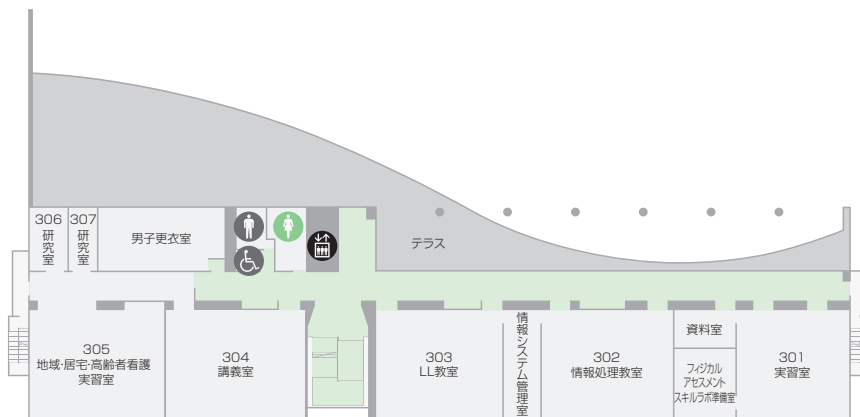 306
研究室
307
研究室
男子更衣室
テラス
305
地域・居宅・高齢者看護
実習室
304
講義室
303
LL教室
情報システム管理室
302
情報処理教室
資料室
フィジカル
アセスメント
スキルラボ準備室
301
実習室